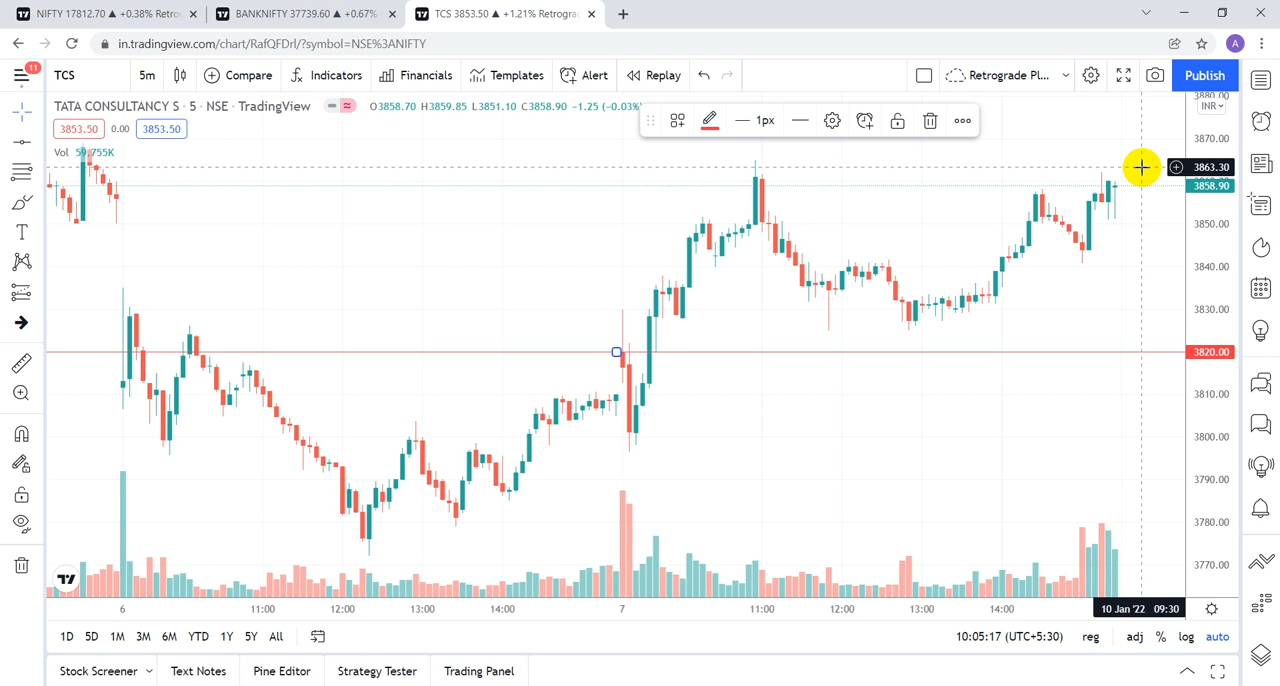 NIFTY 17812.70 ▲ +0.38% Retro
BANKNIFTY 37739.60 ▲ +0.67%
TCS 3853.50 ▲ +1.21% Retrogra
in.tradingview.com/chart/RafQFDrI/?symbol=NSE%3ANIFTY
A
11
TCS
5m
Compare
Indicators
Financials
Templates
Alert
Replay
Retrograde Pl...
Publish
TATA CONSULTANCY S · 5 · NSE · TradingView
O3858.70 H3859.85 L3851.10 C3858.90 −1.25 (−0.03%)
3853.50 0.00 3853.50
Vol 59.755K
1px
3880.00
INR
3870.00
3863.30
3858.90
3850.00
3840.00
3830.00
3820.00
3810.00
3800.00
3790.00
3780.00
3770.00
6 11:00 12:00 13:00 14:00 7 11:00 12:00 13:00 14:00 10 Jan '22 09:30
1D 5D 1M 3M 6M YTD 1Y 5Y All
10:05:17 (UTC+5:30) reg adj % log auto
Stock Screener Text Notes Pine Editor Strategy Tester Trading Panel